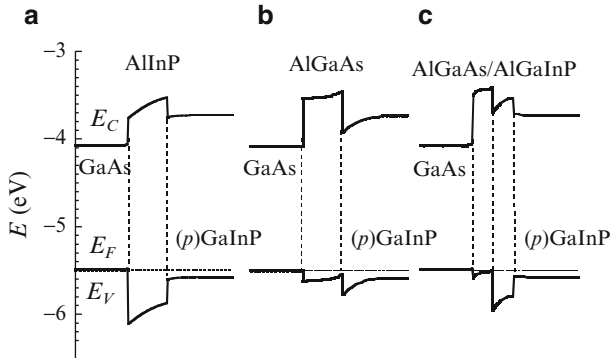 a
b
c
−3
−4
−5
−6
E (eV)
AlInP
E_C
GaAs
(p)GaInP
E_F
E_V
AlGaAs
GaAs
(p)GaInP
AlGaAs/AlGaInP
GaAs
(p)GaInP